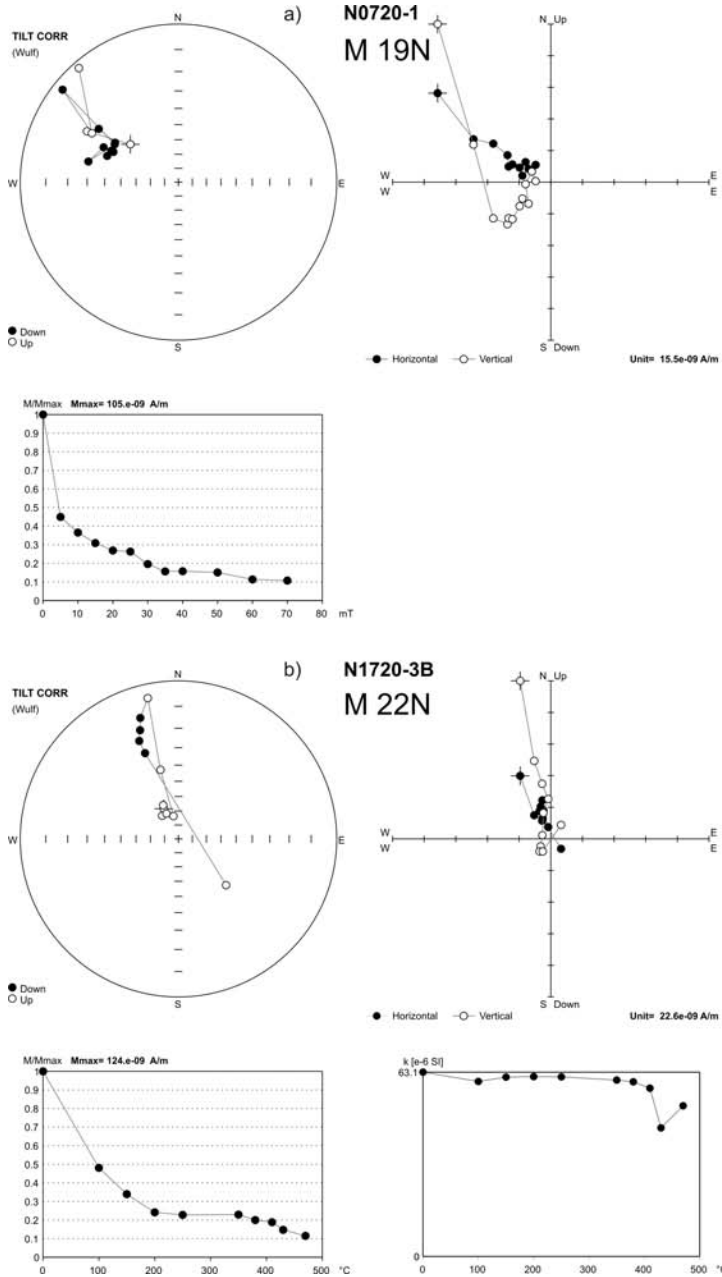 a)
N0720-1
M 19N
TILT CORR
(Wulf)
N
W
E
S
Down
Up
N Up
W E
W E
S Down
Horizontal Vertical
Unit= 15.5e-09 A/m
M/Mmax Mmax= 105.e-09 A/m
1
0.9
0.8
0.7
0.6
0.5
0.4
0.3
0.2
0.1
0
0 10 20 30 40 50 60 70 80 mT
b)
N1720-3B
M 22N
TILT CORR
(Wulf)
N
W
E
S
Down
Up
N Up
W E
W E
S Down
Horizontal Vertical
Unit= 22.6e-09 A/m
M/Mmax Mmax= 124.e-09 A/m
1
0.9
0.8
0.7
0.6
0.5
0.4
0.3
0.2
0.1
0
0 100 200 300 400 500 °C
k [e-6 SI]
63.1
0
0 100 200 300 400 500